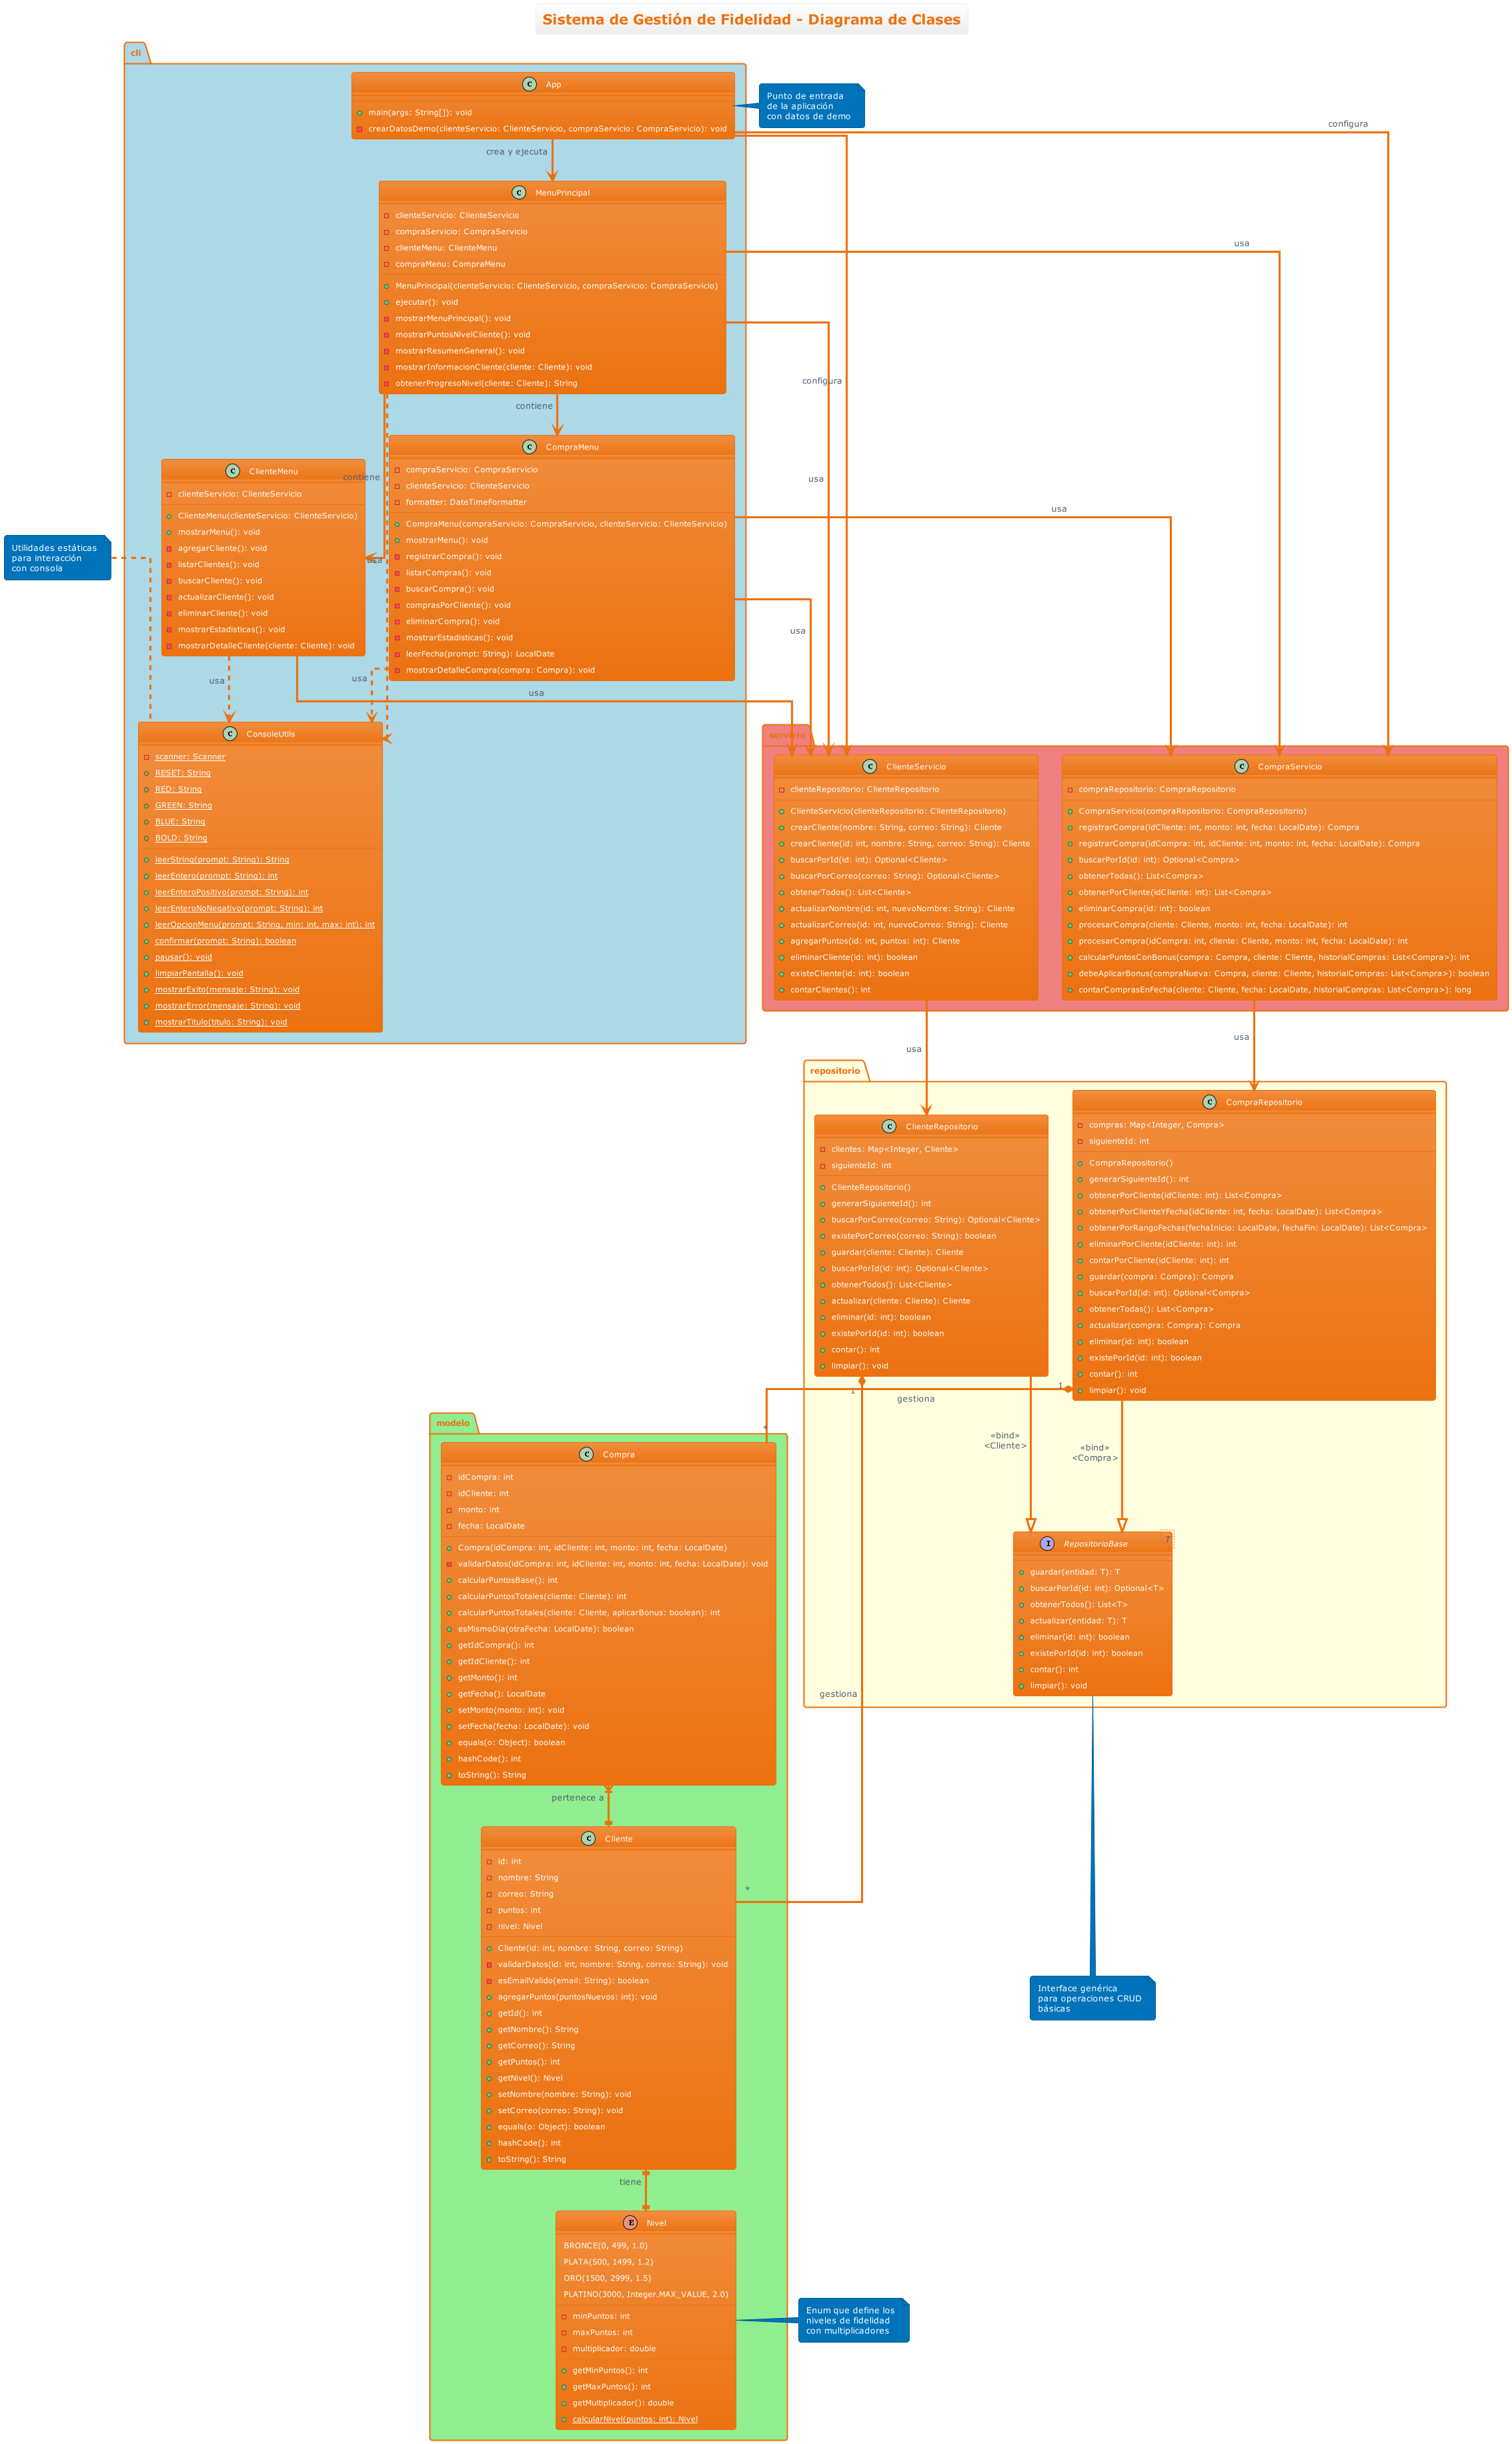 Sistema de Gestión de Fidelidad - Diagrama de Clases
cli
App
main(args: String[]): void
crearDatosDemo(clienteServicio: ClienteServicio, compraServicio: CompraServicio): void
Punto de entrada
de la aplicación
con datos de demo
configura
crea y ejecuta
MenuPrincipal
clienteServicio: ClienteServicio
compraServicio: CompraServicio
clienteMenu: ClienteMenu
compraMenu: CompraMenu
MenuPrincipal(clienteServicio: ClienteServicio, compraServicio: CompraServicio)
ejecutar(): void
mostrarMenuPrincipal(): void
mostrarPuntosNivelCliente(): void
mostrarResumenGeneral(): void
mostrarInformacionCliente(cliente: Cliente): void
obtenerProgresoNivel(cliente: Cliente): String
usa
configura
contiene
contiene
usa
usa
ClienteMenu
clienteServicio: ClienteServicio
ClienteMenu(clienteServicio: ClienteServicio)
mostrarMenu(): void
agregarCliente(): void
listarClientes(): void
buscarCliente(): void
actualizarCliente(): void
eliminarCliente(): void
mostrarEstadisticas(): void
mostrarDetalleCliente(cliente: Cliente): void
CompraMenu
compraServicio: CompraServicio
clienteServicio: ClienteServicio
formatter: DateTimeFormatter
CompraMenu(compraServicio: CompraServicio, clienteServicio: ClienteServicio)
mostrarMenu(): void
registrarCompra(): void
listarCompras(): void
buscarCompra(): void
comprasPorCliente(): void
eliminarCompra(): void
mostrarEstadisticas(): void
leerFecha(prompt: String): LocalDate
mostrarDetalleCompra(compra: Compra): void
usa
usa
Utilidades estáticas
para interacción
con consola
usa
usa
usa
ConsoleUtils
scanner: Scanner
RESET: String
RED: String
GREEN: String
BLUE: String
BOLD: String
leerString(prompt: String): String
leerEntero(prompt: String): int
leerEnteroPositivo(prompt: String): int
leerEnteroNoNegativo(prompt: String): int
leerOpcionMenu(prompt: String, min: int, max: int): int
confirmar(prompt: String): boolean
pausar(): void
limpiarPantalla(): void
mostrarExito(mensaje: String): void
mostrarError(mensaje: String): void
mostrarTitulo(titulo: String): void
servicio
ClienteServicio
clienteRepositorio: ClienteRepositorio
ClienteServicio(clienteRepositorio: ClienteRepositorio)
crearCliente(nombre: String, correo: String): Cliente
crearCliente(id: int, nombre: String, correo: String): Cliente
buscarPorId(id: int): Optional<Cliente>
buscarPorCorreo(correo: String): Optional<Cliente>
obtenerTodos(): List<Cliente>
actualizarNombre(id: int, nuevoNombre: String): Cliente
actualizarCorreo(id: int, nuevoCorreo: String): Cliente
agregarPuntos(id: int, puntos: int): Cliente
eliminarCliente(id: int): boolean
existeCliente(id: int): boolean
contarClientes(): int
CompraServicio
compraRepositorio: CompraRepositorio
CompraServicio(compraRepositorio: CompraRepositorio)
registrarCompra(idCliente: int, monto: int, fecha: LocalDate): Compra
registrarCompra(idCompra: int, idCliente: int, monto: int, fecha: LocalDate): Compra
buscarPorId(id: int): Optional<Compra>
obtenerTodas(): List<Compra>
obtenerPorCliente(idCliente: int): List<Compra>
eliminarCompra(id: int): boolean
procesarCompra(cliente: Cliente, monto: int, fecha: LocalDate): int
procesarCompra(idCompra: int, cliente: Cliente, monto: int, fecha: LocalDate): int
calcularPuntosConBonus(compra: Compra, cliente: Cliente, historialCompras: List<Compra>): int
debeAplicarBonus(compraNueva: Compra, cliente: Cliente, historialCompras: List<Compra>): boolean
contarComprasEnFecha(cliente: Cliente, fecha: LocalDate, historialCompras: List<Compra>): long
usa
usa
repositorio
ClienteRepositorio
clientes: Map<Integer, Cliente>
siguienteId: int
ClienteRepositorio()
generarSiguienteId(): int
buscarPorCorreo(correo: String): Optional<Cliente>
existePorCorreo(correo: String): boolean
guardar(cliente: Cliente): Cliente
buscarPorId(id: int): Optional<Cliente>
obtenerTodos(): List<Cliente>
actualizar(cliente: Cliente): Cliente
eliminar(id: int): boolean
existePorId(id: int): boolean
contar(): int
limpiar(): void
CompraRepositorio
compras: Map<Integer, Compra>
siguienteId: int
CompraRepositorio()
generarSiguienteId(): int
obtenerPorCliente(idCliente: int): List<Compra>
obtenerPorClienteYFecha(idCliente: int, fecha: LocalDate): List<Compra>
obtenerPorRangoFechas(fechaInicio: LocalDate, fechaFin: LocalDate): List<Compra>
eliminarPorCliente(idCliente: int): int
contarPorCliente(idCliente: int): int
guardar(compra: Compra): Compra
buscarPorId(id: int): Optional<Compra>
obtenerTodas(): List<Compra>
actualizar(compra: Compra): Compra
eliminar(id: int): boolean
existePorId(id: int): boolean
contar(): int
limpiar(): void
1
1
gestiona
*
«bind»
<Cliente>
«bind»
<Compra>
RepositorioBase
T
guardar(entidad: T): T
buscarPorId(id: int): Optional<T>
obtenerTodos(): List<T>
actualizar(entidad: T): T
eliminar(id: int): boolean
existePorId(id: int): boolean
contar(): int
limpiar(): void
modelo
Compra
idCompra: int
idCliente: int
monto: int
fecha: LocalDate
Compra(idCompra: int, idCliente: int, monto: int, fecha: LocalDate)
validarDatos(idCompra: int, idCliente: int, monto: int, fecha: LocalDate): void
calcularPuntosBase(): int
calcularPuntosTotales(cliente: Cliente): int
calcularPuntosTotales(cliente: Cliente, aplicarBonus: boolean): int
esMismoDia(otraFecha: LocalDate): boolean
getIdCompra(): int
getIdCliente(): int
getMonto(): int
getFecha(): LocalDate
setMonto(monto: int): void
setFecha(fecha: LocalDate): void
equals(o: Object): boolean
hashCode(): int
toString(): String
gestiona
pertenece a
Cliente
id: int
nombre: String
correo: String
puntos: int
nivel: Nivel
Cliente(id: int, nombre: String, correo: String)
validarDatos(id: int, nombre: String, correo: String): void
esEmailValido(email: String): boolean
agregarPuntos(puntosNuevos: int): void
getId(): int
getNombre(): String
getCorreo(): String
getPuntos(): int
getNivel(): Nivel
setNombre(nombre: String): void
setCorreo(correo: String): void
equals(o: Object): boolean
hashCode(): int
toString(): String
*
Interface genérica
para operaciones CRUD
básicas
tiene
Nivel
BRONCE(0, 499, 1.0)
PLATA(500, 1499, 1.2)
ORO(1500, 2999, 1.5)
PLATINO(3000, Integer.MAX_VALUE, 2.0)
minPuntos: int
maxPuntos: int
multiplicador: double
getMinPuntos(): int
getMaxPuntos(): int
getMultiplicador(): double
calcularNivel(puntos: int): Nivel
Enum que define los
niveles de fidelidad
con multiplicadores